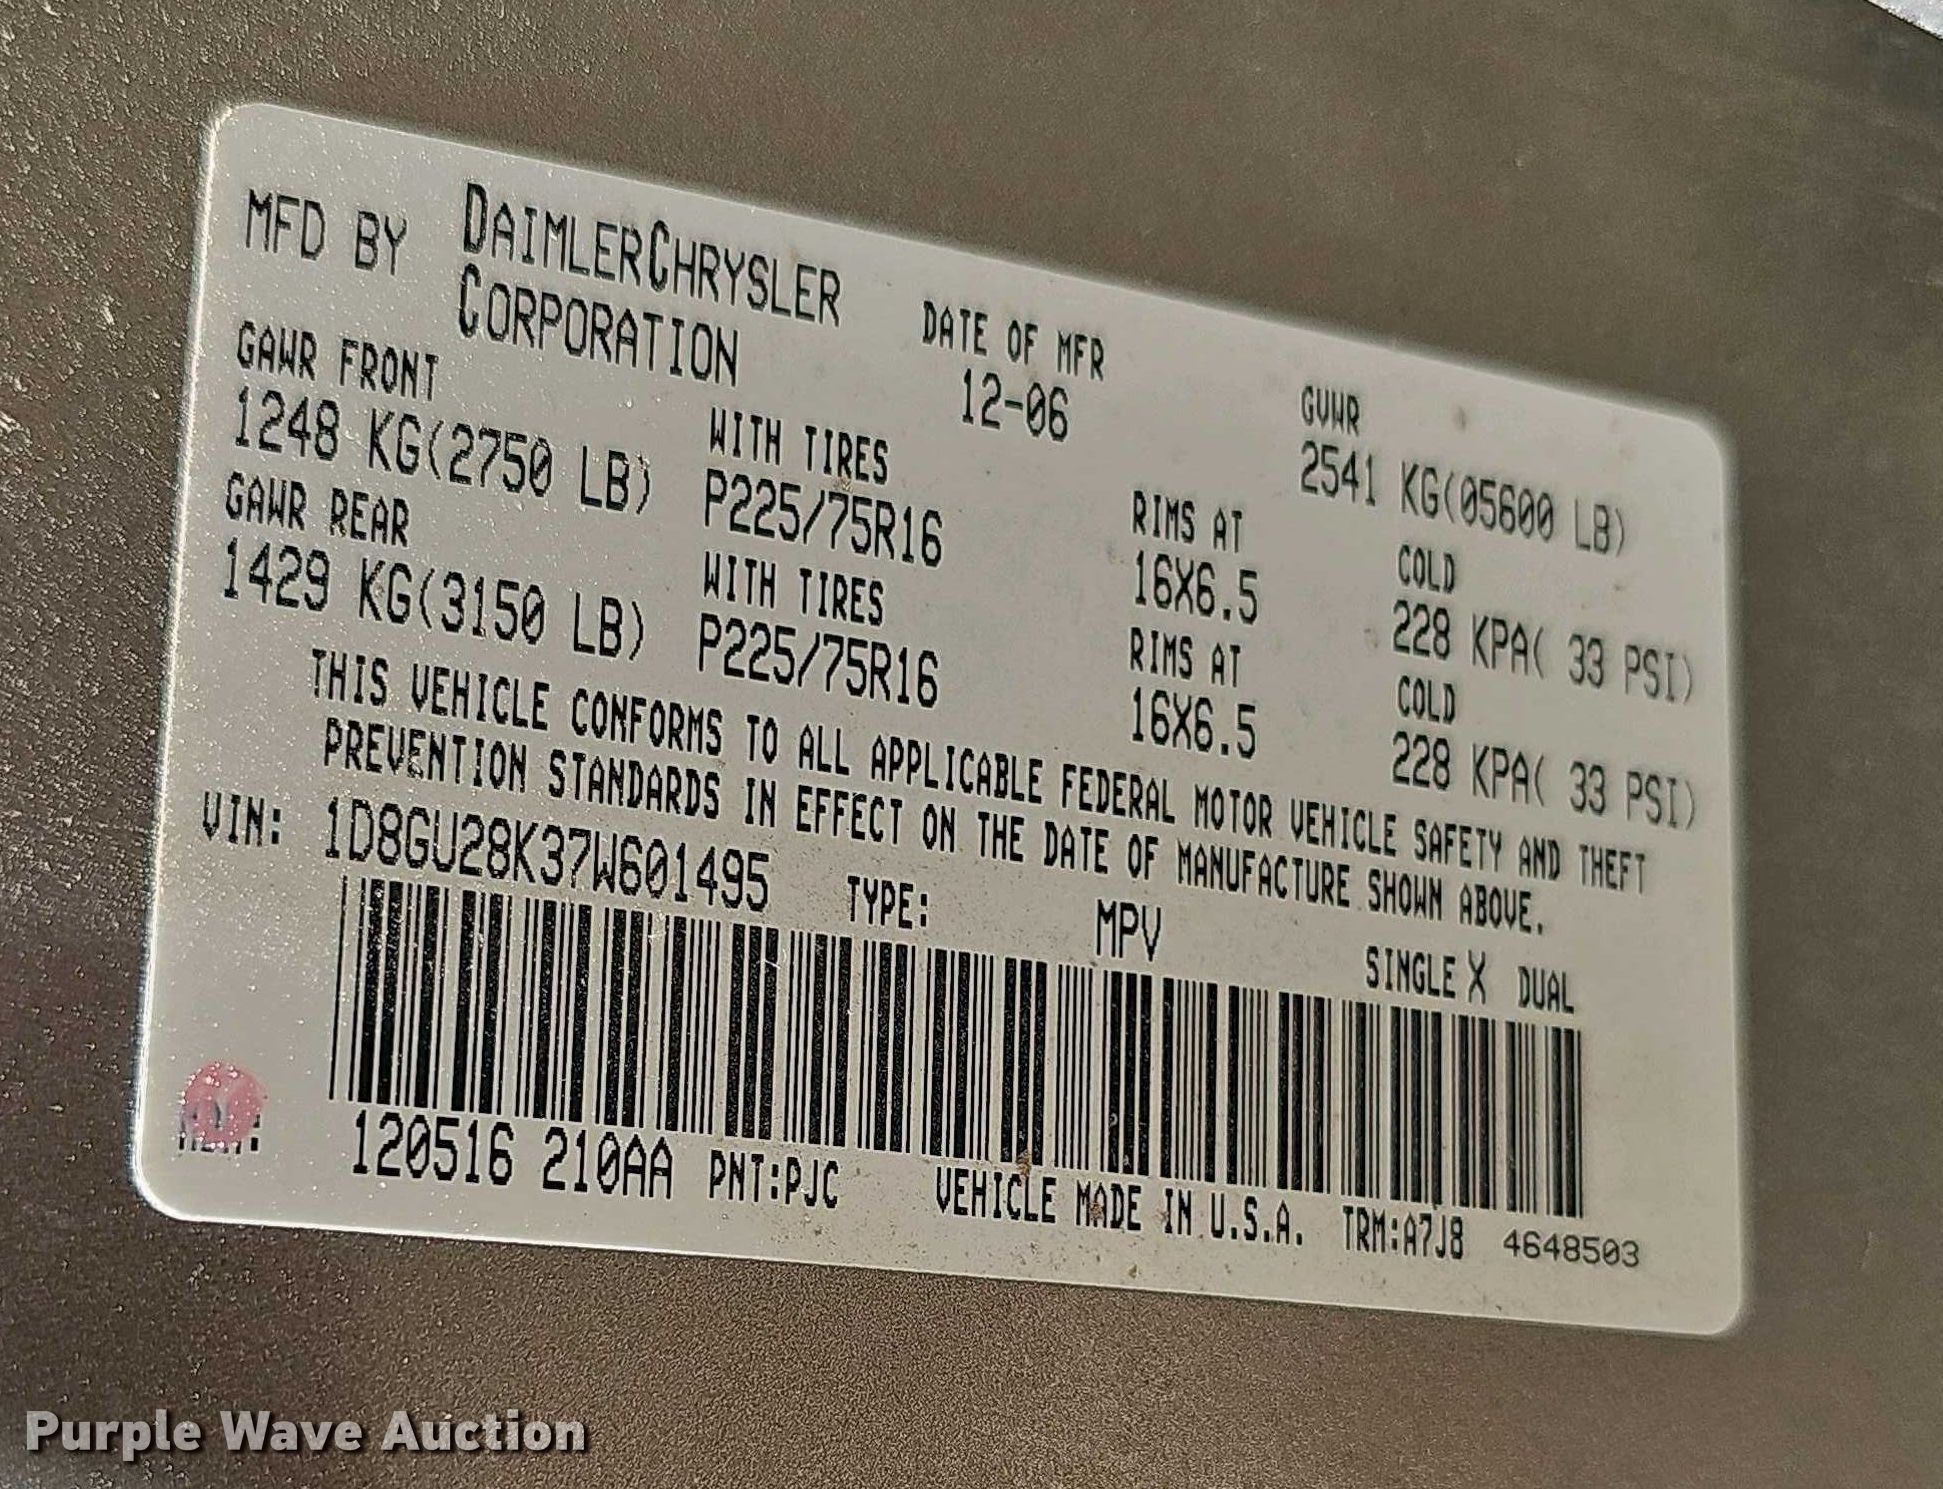 MFD BY DAIMLERCHRYSLER
CORPORATION
DATE OF MFR
12-06
GVWR
2541 KG(05600 LB)
GAWR FRONT
WITH TIRES
RIMS AT
COLD
1248 KG(2750 LB)
P225/75R16
16X6.5
228 KPA( 33 PSI)
GAWR REAR
WITH TIRES
RIMS AT
COLD
1429 KG(3150 LB)
P225/75R16
16X6.5
228 KPA( 33 PSI)
THIS VEHICLE CONFORMS TO ALL APPLICABLE FEDERAL MOTOR VEHICLE SAFETY AND THEFT
PREVENTION STANDARDS IN EFFECT ON THE DATE OF MANUFACTURE SHOWN ABOVE.
VIN: 1D8GU28K37W601495
TYPE: MPV
SINGLE X DUAL
120516 210AA PNT:PJC VEHICLE MADE IN U.S.A. TRM:A7J8 4648503
Purple Wave Auction